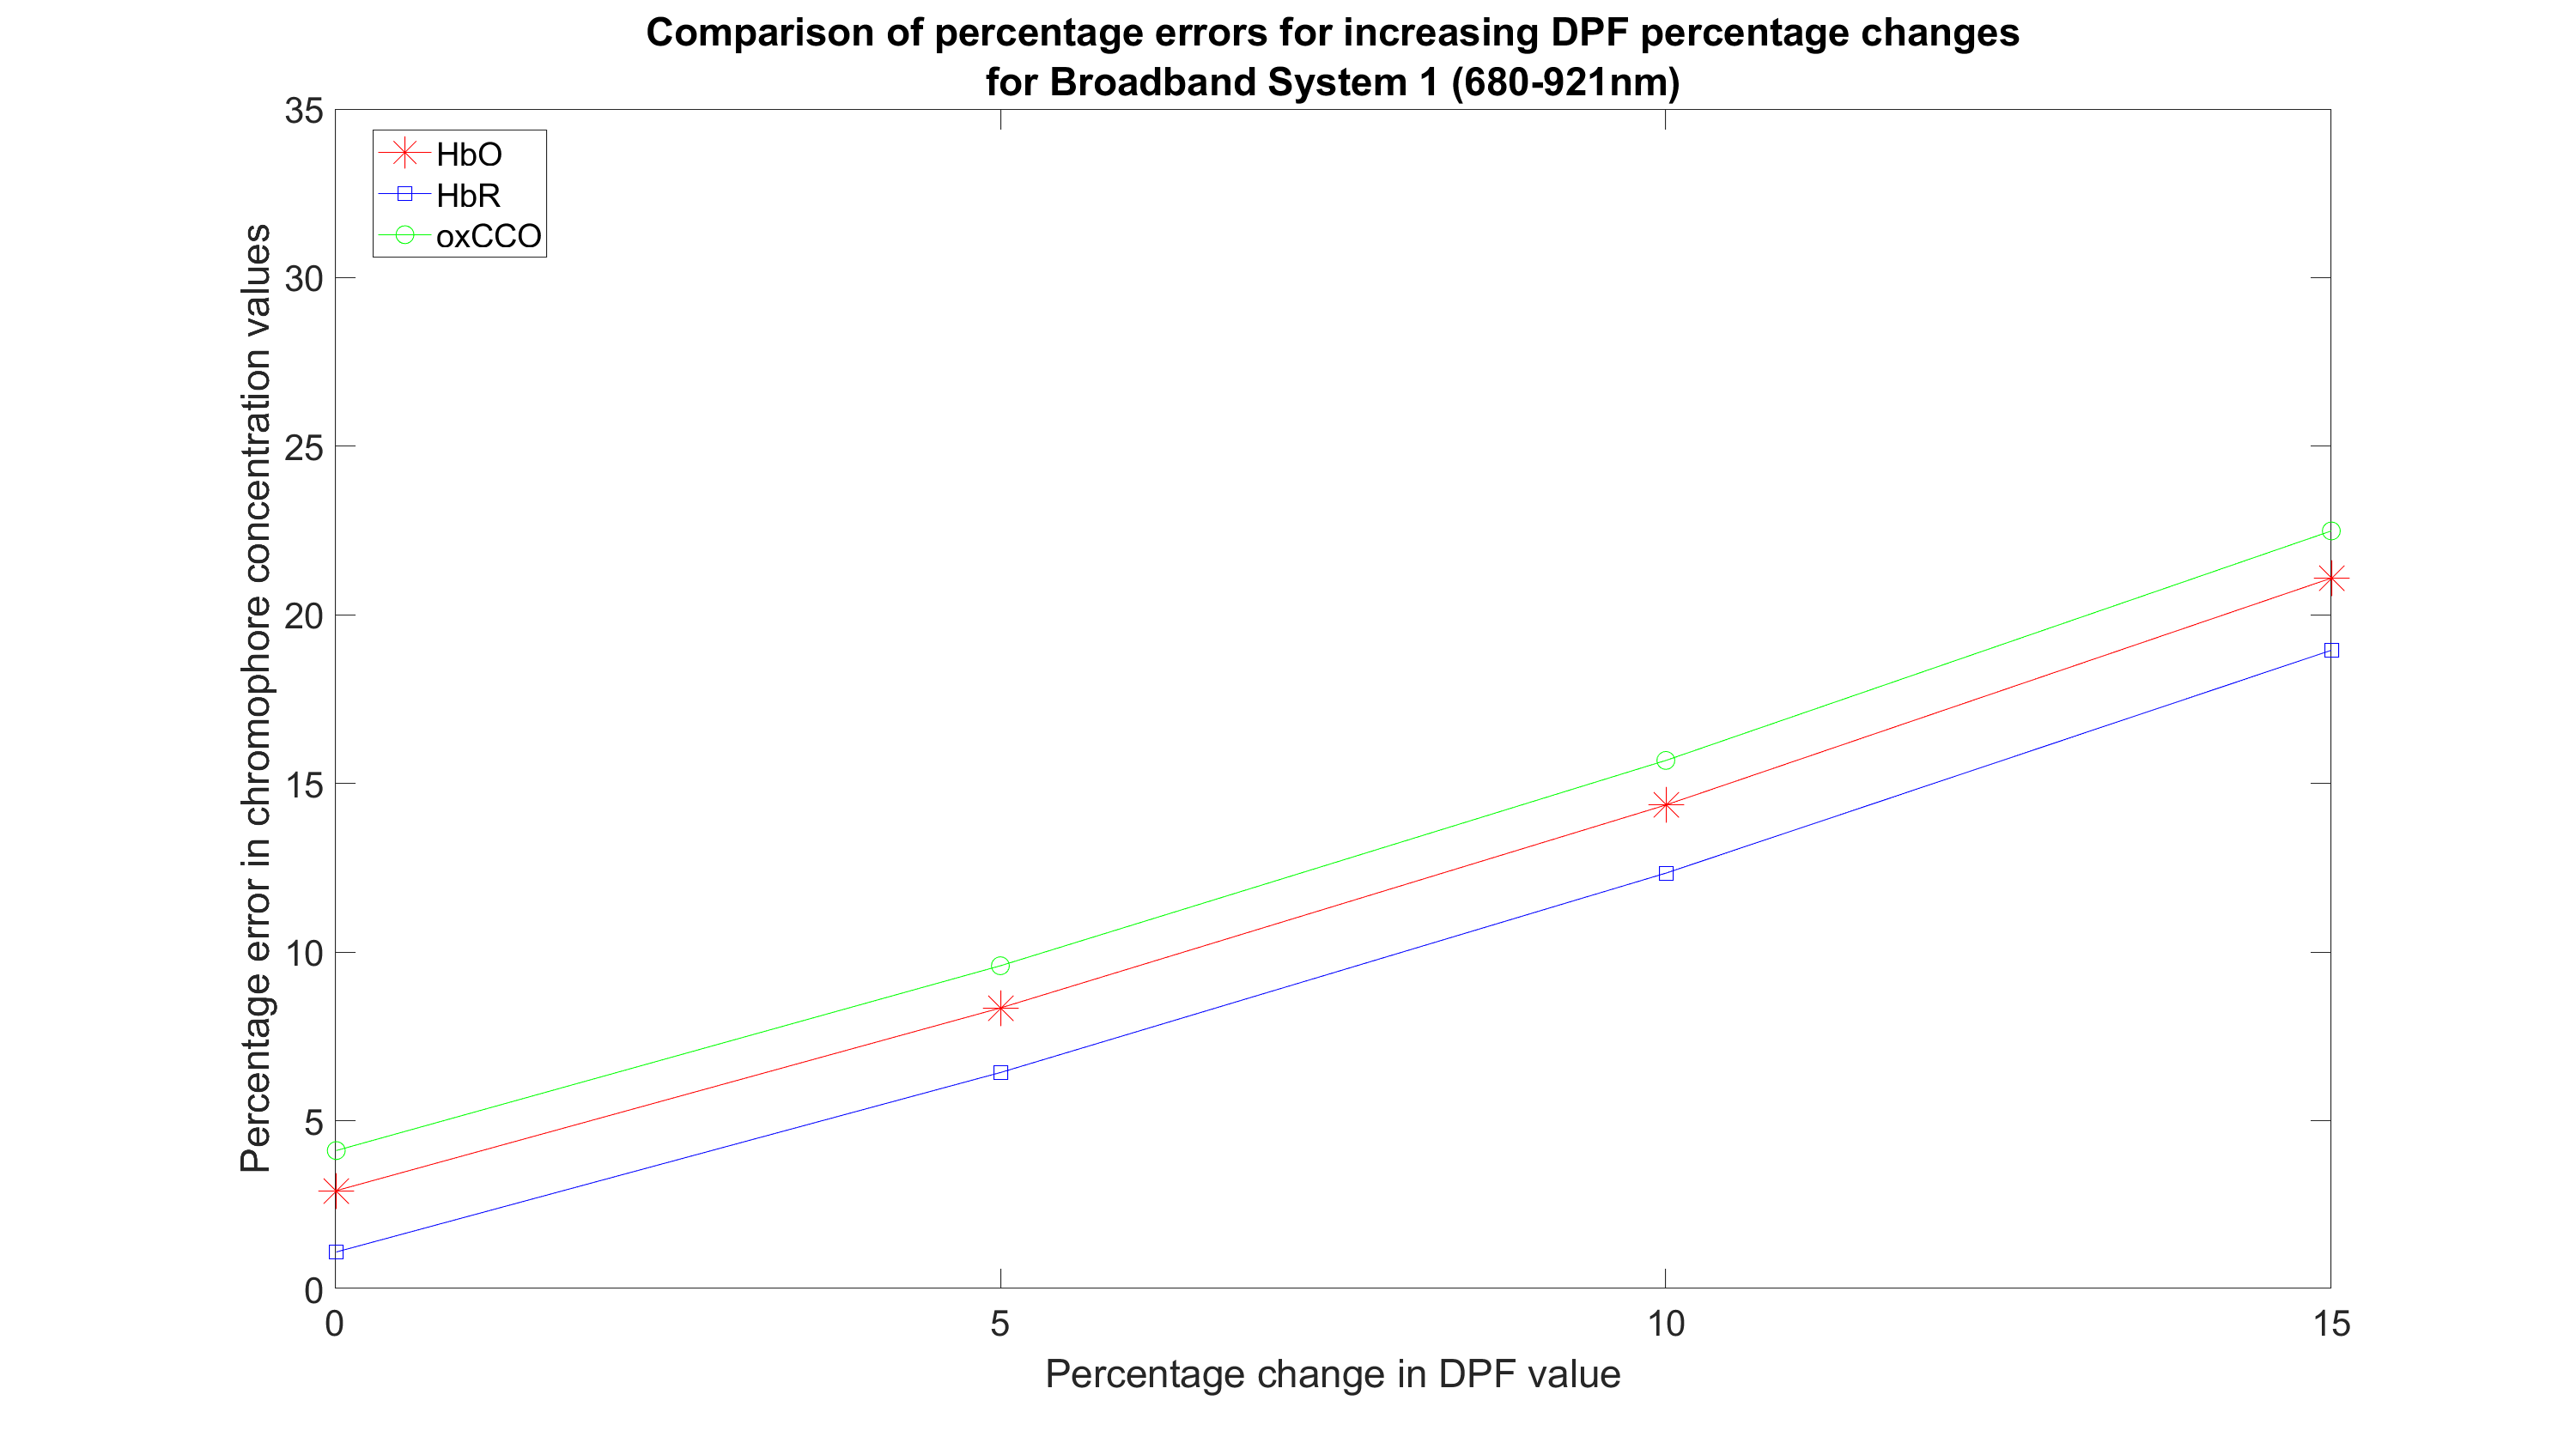 Comparison of percentage errors for increasing DPF percentage changes
for Broadband System 1 (680-921nm)
HbO
HbR
oxCCO
Percentage error in chromophore concentration values
35
30
25
20
15
10
5
0
0 5 10 15
Percentage change in DPF value